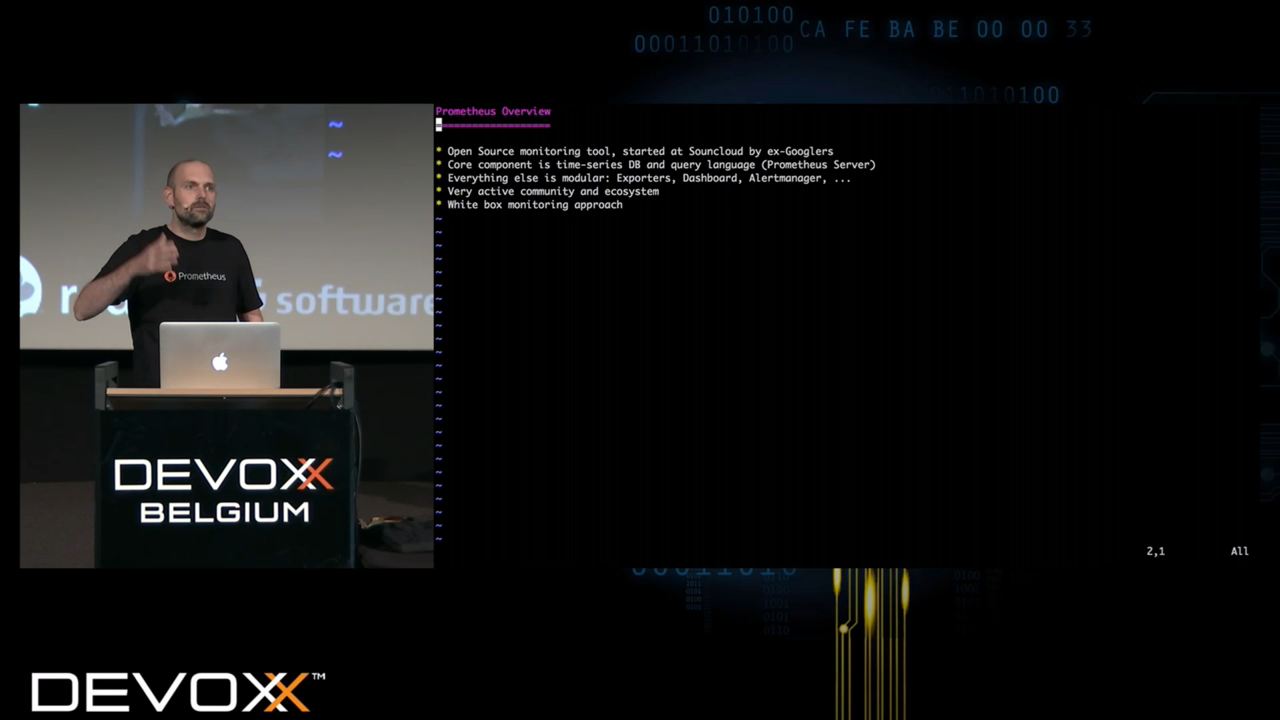 010100
00011010100
CA FE BA BE 00 00 33
1010100
Prometheus Overview
===================
* Open Source monitoring tool, started at Souncloud by ex-Googlers
* Core component is time-series DB and query language (Prometheus Server)
* Everything else is modular: Exporters, Dashboard, Alertmanager, ...
* Very active community and ecosystem
* White box monitoring approach
~
~
2,1
All
Prometheus
software
DEVOXX
BELGIUM
00011010
DEVOXX™